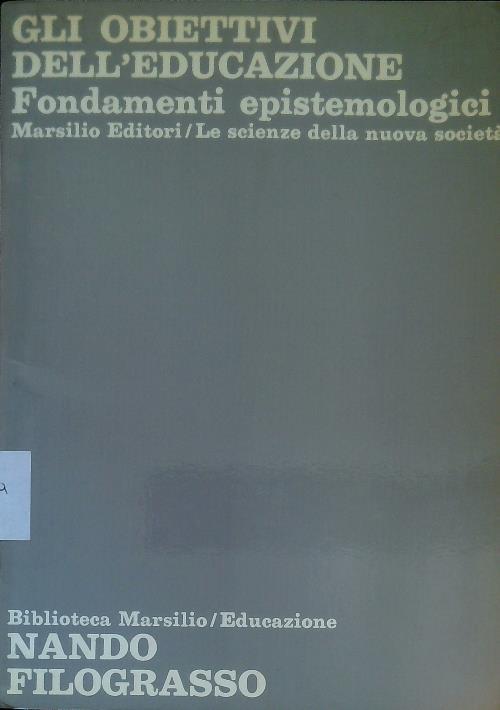 GLI OBIETTIVI
DELL'EDUCAZIONE
Fondamenti epistemologici
Marsilio Editori/Le scienze della nuova società
Biblioteca Marsilio/Educazione
NANDO
FILOGRASSO